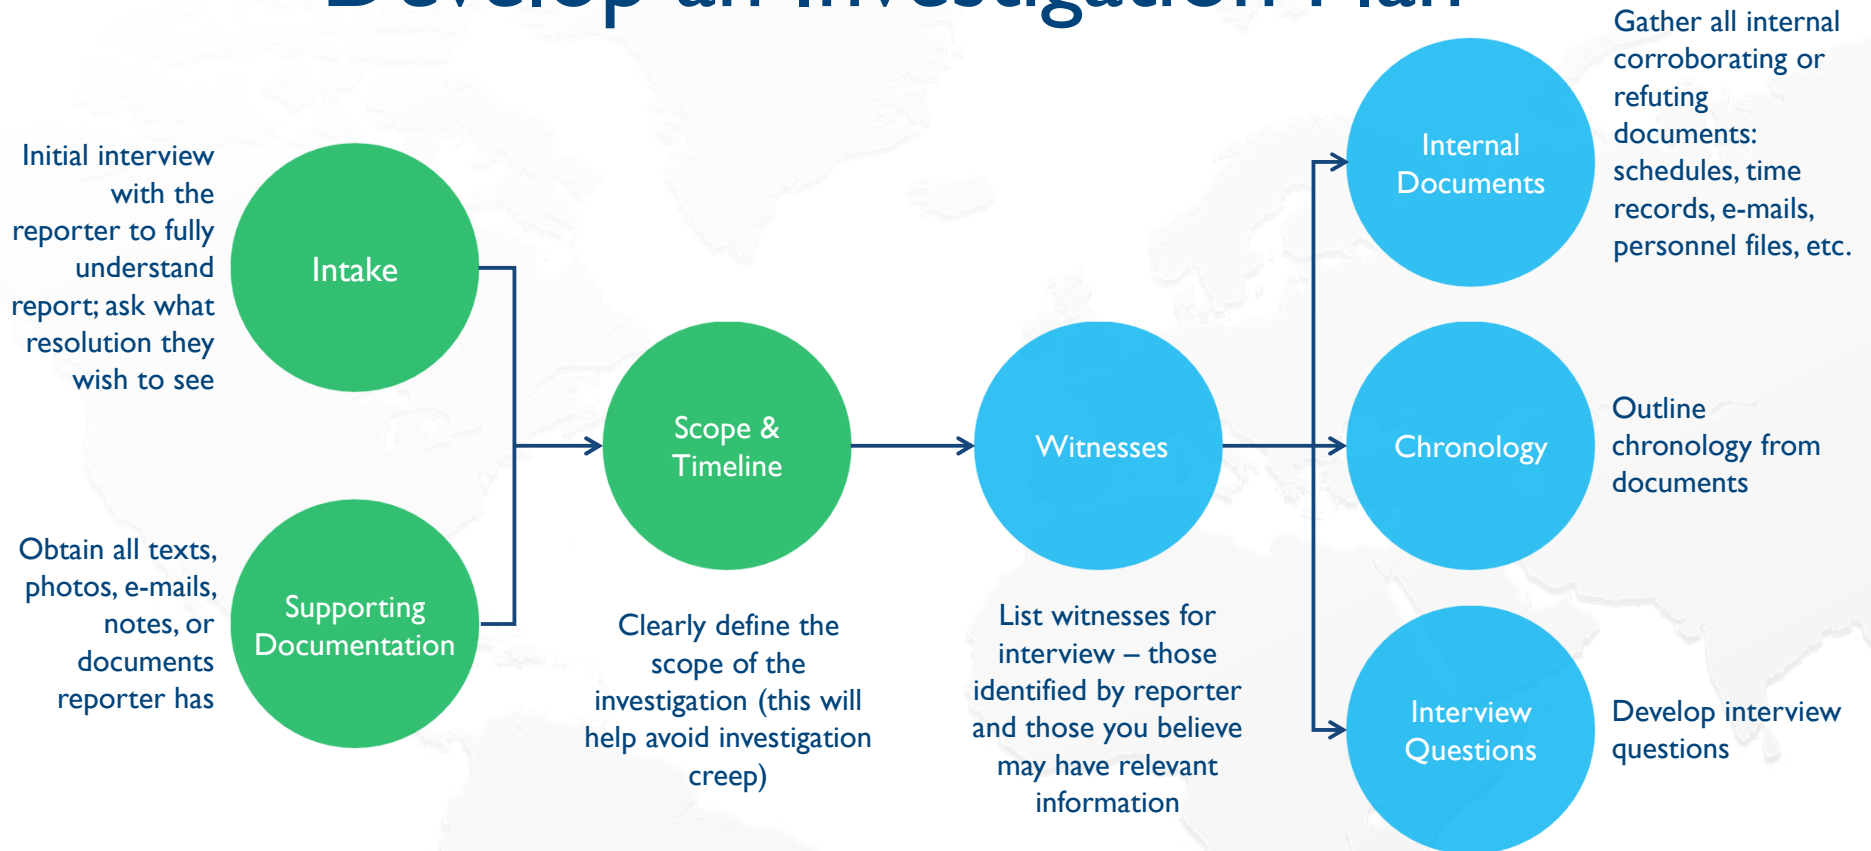 Develop an Investigation Plan
Initial interview
with the
reporter to fully
understand
report; ask what
resolution they
wish to see
Intake
Obtain all texts,
photos, e-mails,
notes, or
documents
reporter has
Supporting
Documentation
Scope &
Timeline
Clearly define the
scope of the
investigation (this will
help avoid investigation
creep)
Witnesses
List witnesses for
interview – those
identified by reporter
and those you believe
may have relevant
information
Internal
Documents
Gather all internal
corroborating or
refuting
documents:
schedules, time
records, e-mails,
personnel files, etc.
Chronology
Outline
chronology from
documents
Interview
Questions
Develop interview
questions